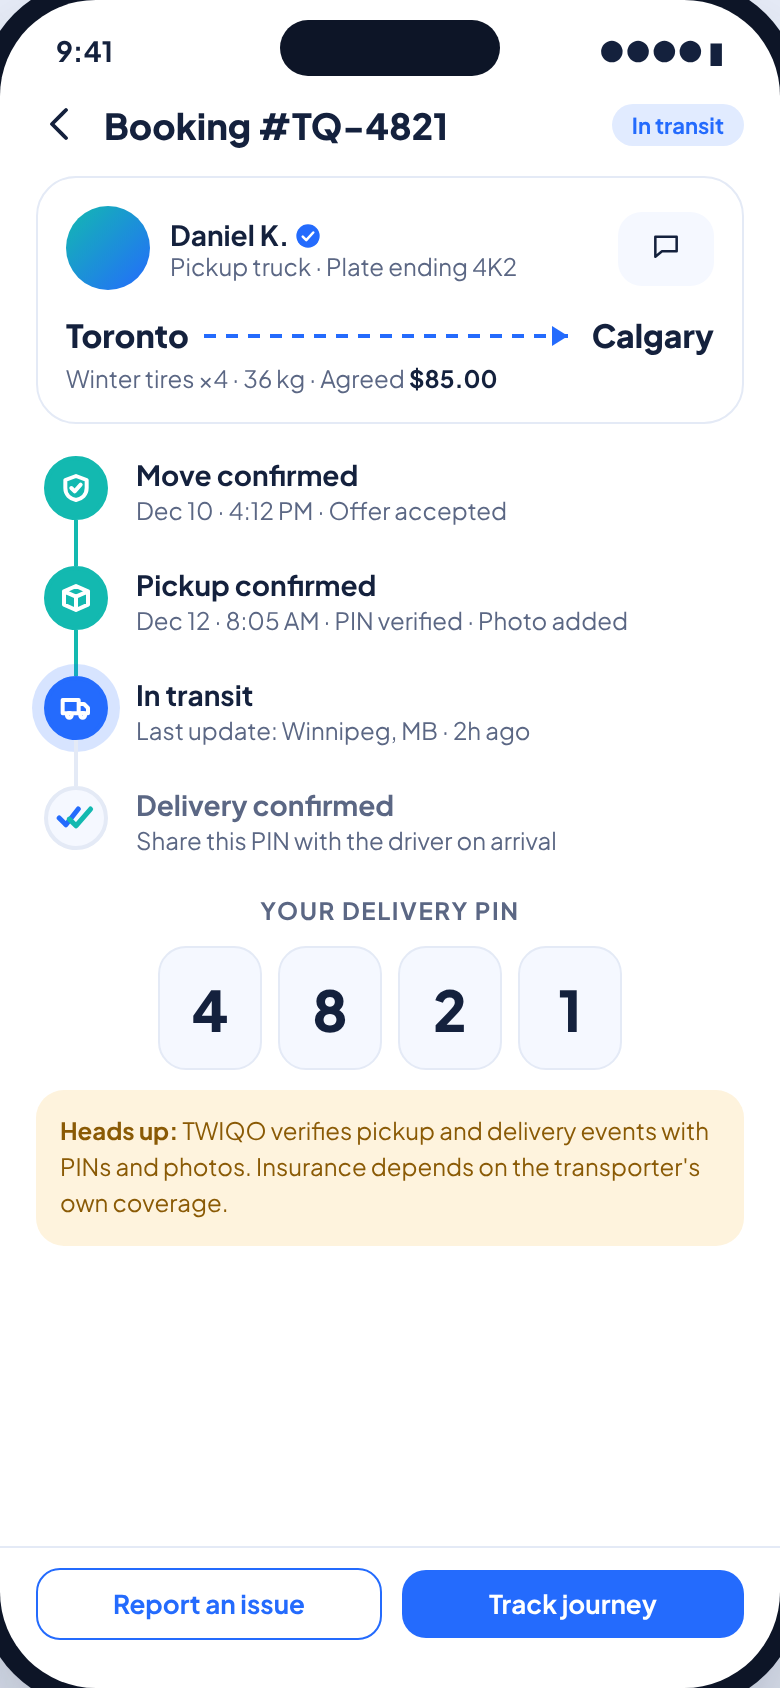 9:41
Booking #TQ-4821
In transit
Daniel K.
Pickup truck · Plate ending 4K2
Toronto
Calgary
Winter tires ×4 · 36 kg · Agreed $85.00
Move confirmed
Dec 10 · 4:12 PM · Offer accepted
Pickup confirmed
Dec 12 · 8:05 AM · PIN verified · Photo added
In transit
Last update: Winnipeg, MB · 2h ago
Delivery confirmed
Share this PIN with the driver on arrival
YOUR DELIVERY PIN
4 8 2 1
Heads up: TWIQO verifies pickup and delivery events with
PINs and photos. Insurance depends on the transporter's
own coverage.
Report an issue
Track journey